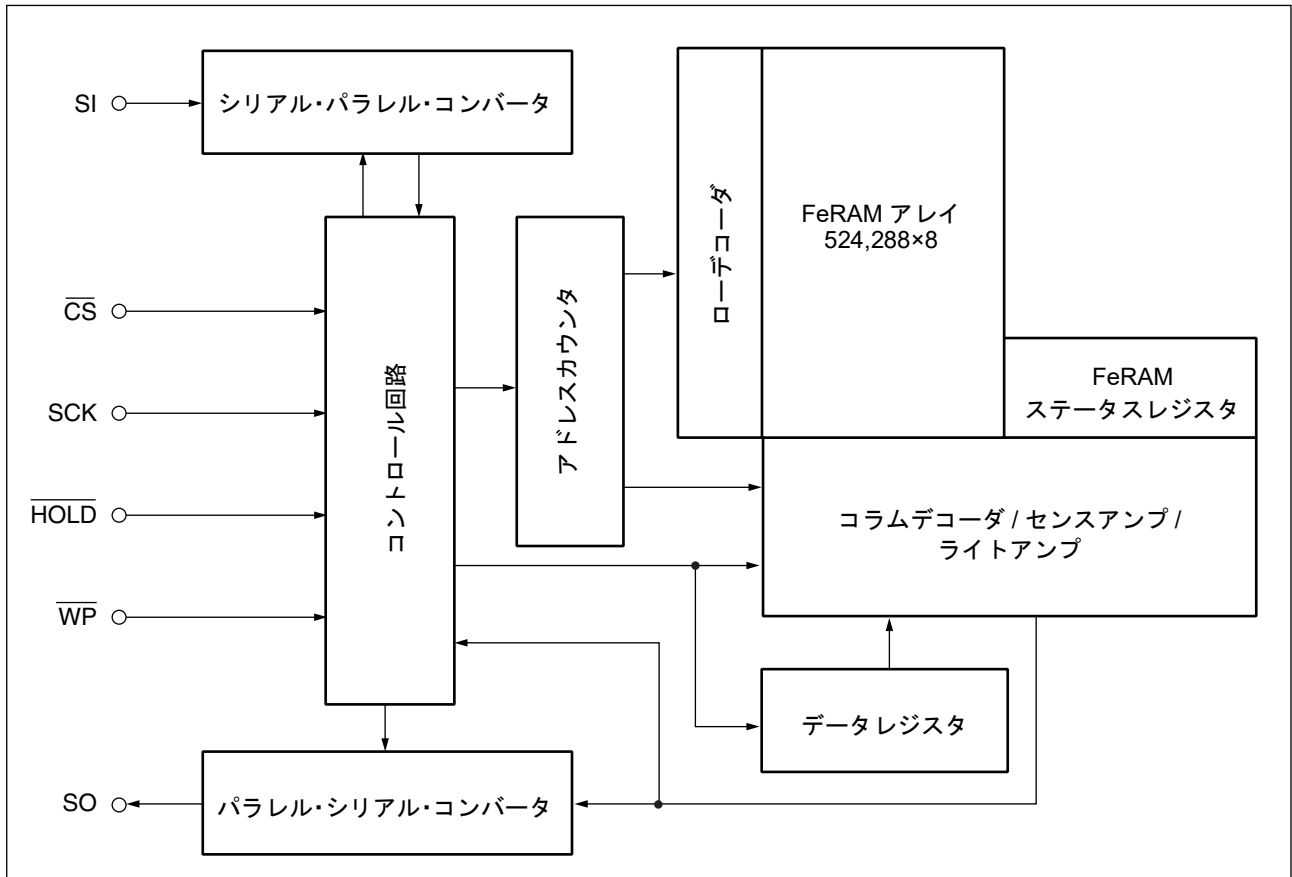 SI
シリアル・パラレル・コンバータ
CS
SCK
HOLD
WP
コントロール回路
アドレスカウンタ
ローデコーダ
FeRAM アレイ
524,288×8
FeRAM
ステータスレジスタ
コラムデコーダ / センスアンプ /
ライトアンプ
データレジスタ
SO
パラレル・シリアル・コンバータ